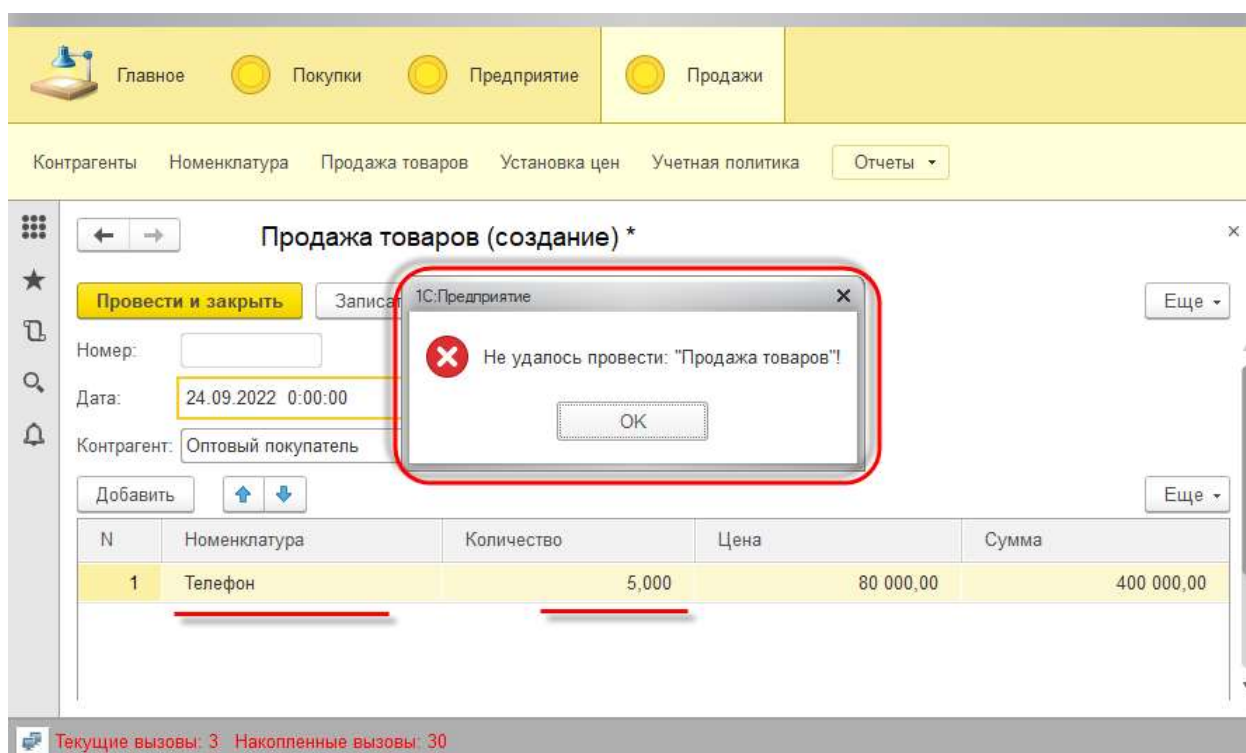 Главное Покупки Предприятие Продажи
Контрагенты Номенклатура Продажа товаров Установка цен Учетная политика Отчеты
Продажа товаров (создание) *
Провести и закрыть Еще
1С:Предприятие
Не удалось провести: "Продажа товаров"!
OK
Номер:
Дата: 24.09.2022 0:00:00
Контрагент: Оптовый покупатель
Добавить Еще
N Номенклатура Количество Цена Сумма
1 Телефон 5,000 80 000,00 400 000,00
Текущие вызовы: 3 Накопленные вызовы: 30